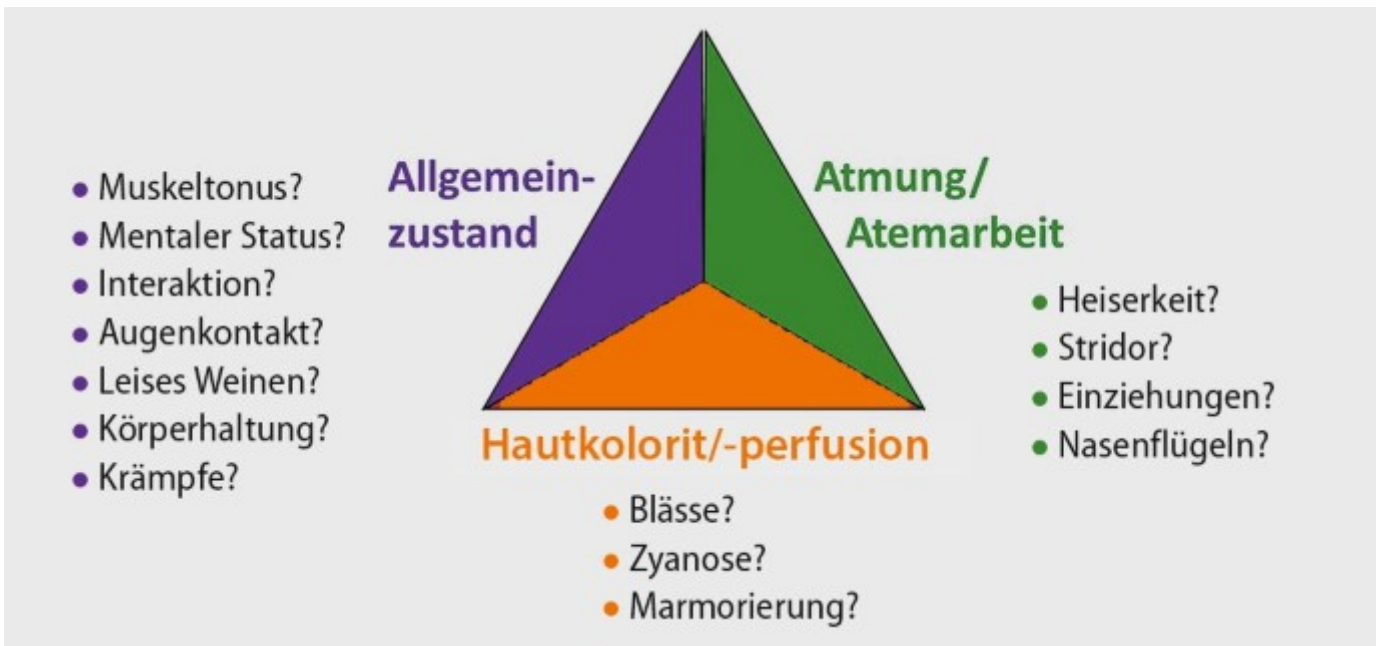 Allgemein-
zustand
• Muskeltonus?
• Mentaler Status?
• Interaktion?
• Augenkontakt?
• Leises Weinen?
• Körperhaltung?
• Krämpfe?
Atmung/
Atemarbeit
• Heiserkeit?
• Stridor?
• Einziehungen?
• Nasenflügeln?
Hautkolorit/-perfusion
• Blässe?
• Zyanose?
• Marmorierung?